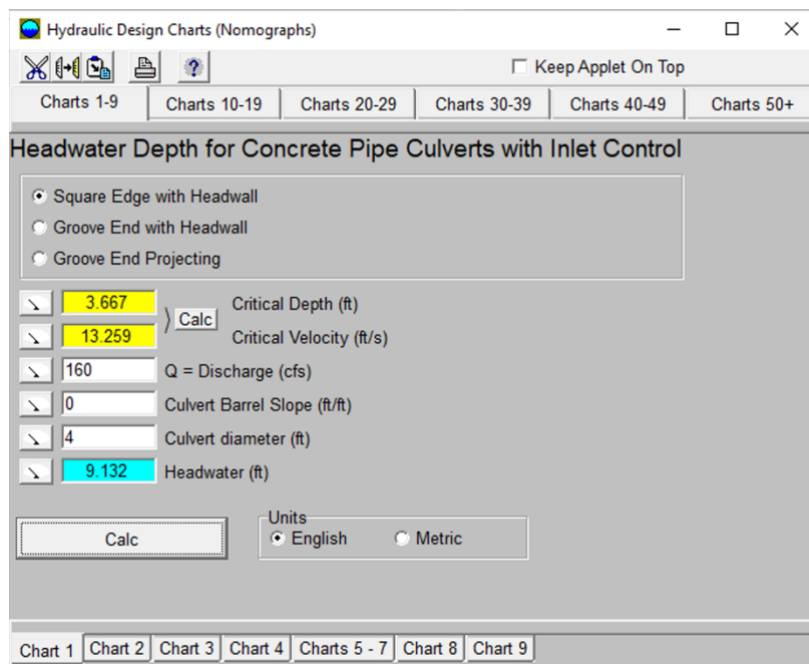 Hydraulic Design Charts (Nomographs)
Keep Applet On Top
Charts 1-9 Charts 10-19 Charts 20-29 Charts 30-39 Charts 40-49 Charts 50+
Headwater Depth for Concrete Pipe Culverts with Inlet Control
Square Edge with Headwall
Groove End with Headwall
Groove End Projecting
3.667 Critical Depth (ft)
Calc
13.259 Critical Velocity (ft/s)
160 Q = Discharge (cfs)
0 Culvert Barrel Slope (ft/ft)
4 Culvert diameter (ft)
9.132 Headwater (ft)
Units
Calc English Metric
Chart 1 Chart 2 Chart 3 Chart 4 Charts 5 - 7 Chart 8 Chart 9